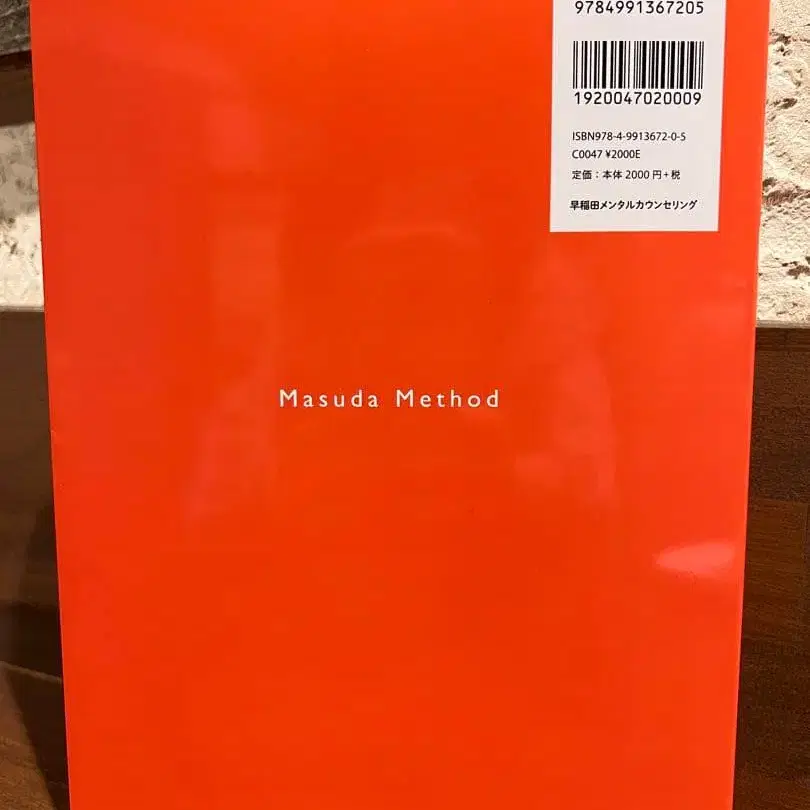 9784991367205
1920047020009
ISBN978-4-9913672-0-5
C0047 ¥2000E
定価：本体 2000 円+税
早稲田メンタルカウンセリング
Masuda Method